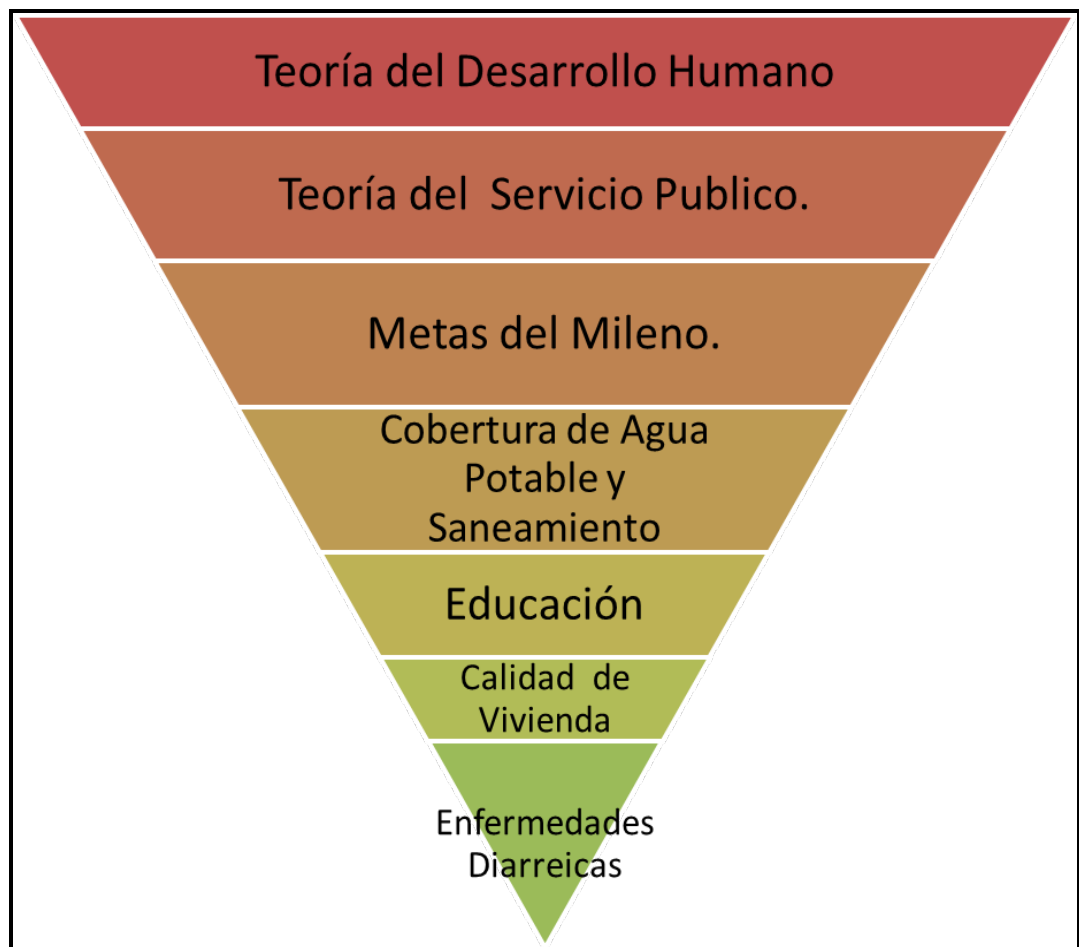 Teoría del Desarrollo Humano
Teoría del  Servicio Publico.
Metas del Mileno.
Cobertura de Agua
Potable y
Saneamiento
Educación
Calidad  de
Vivienda
Enfermedades
Diarreicas